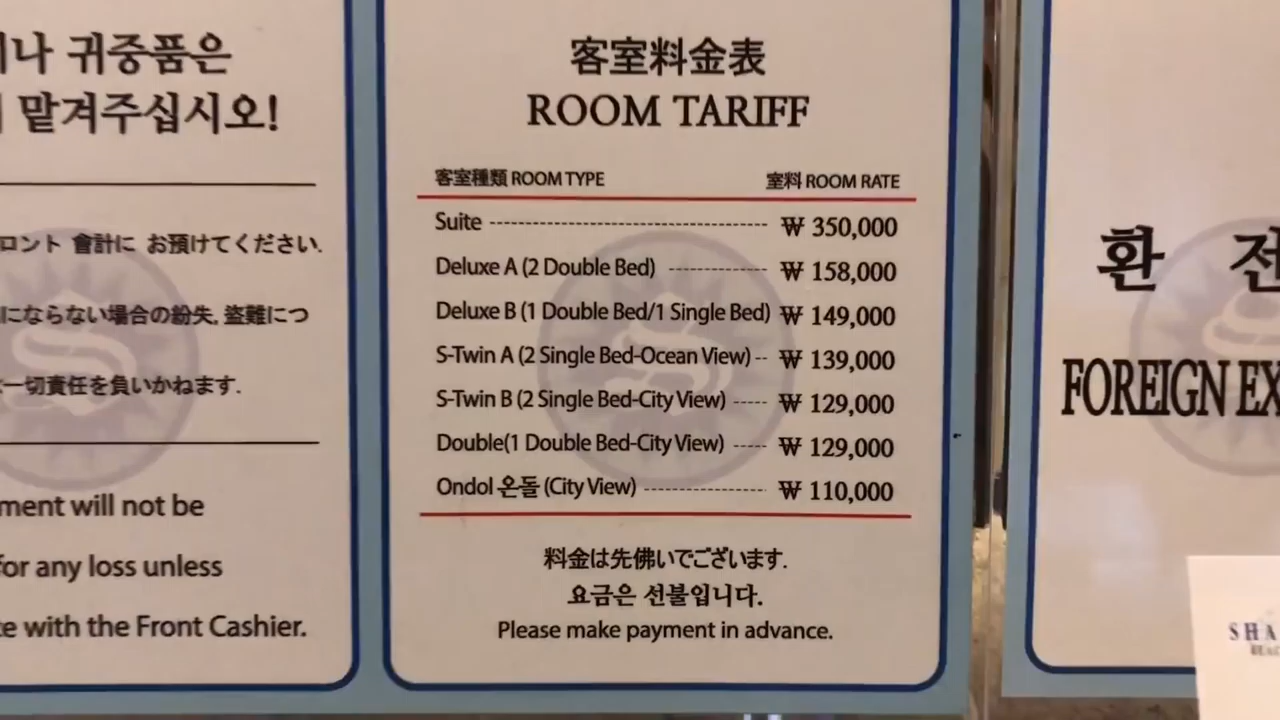 귀중품은
맡겨주십시오!
ロント 會計に お預けてください.
にならない場合の紛失, 盗難につ
一切責任を負いかねます.
ment will not be
for any loss unless
with the Front Cashier.
客室料金表
ROOM TARIFF
客室種類 ROOM TYPE 室料 ROOM RATE
Suite ₩ 350,000
Deluxe A (2 Double Bed) ₩ 158,000
Deluxe B (1 Double Bed/1 Single Bed) ₩ 149,000
S-Twin A (2 Single Bed-Ocean View) ₩ 139,000
S-Twin B (2 Single Bed-City View) ₩ 129,000
Double(1 Double Bed-City View) ₩ 129,000
Ondol 온돌 (City View) ₩ 110,000
料金は先佛いでございます.
요금은 선불입니다.
Please make payment in advance.
환 전
FOREIGN EX
SHA